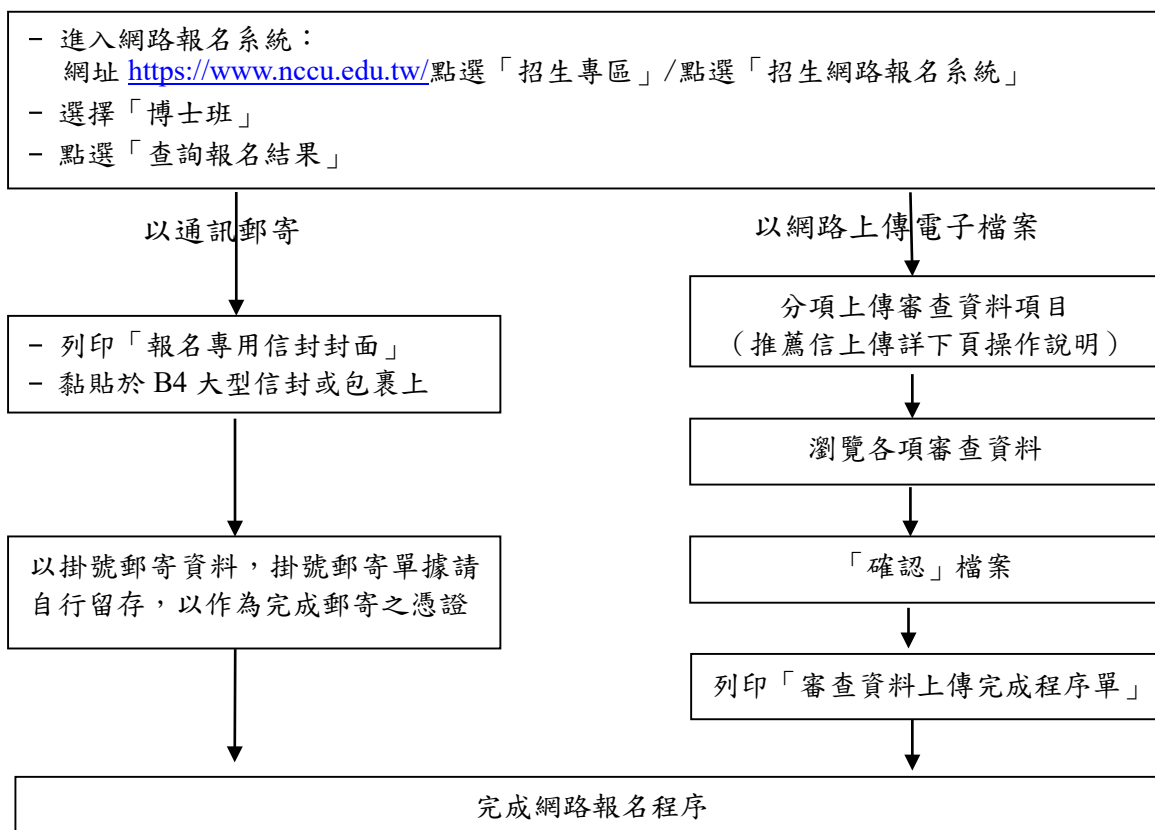 – 進入網路報名系統：
網址 https://www.nccu.edu.tw/點選「招生專區」/點選「招生網路報名系統」
– 選擇「博士班」
– 點選「查詢報名結果」
以通訊郵寄
– 列印「報名專用信封封面」
– 黏貼於 B4 大型信封或包裹上
以掛號郵寄資料，掛號郵寄單據請
自行留存，以作為完成郵寄之憑證
以網路上傳電子檔案
分項上傳審查資料項目
（推薦信上傳詳下頁操作說明）
瀏覽各項審查資料
「確認」檔案
列印「審查資料上傳完成程序單」
完成網路報名程序